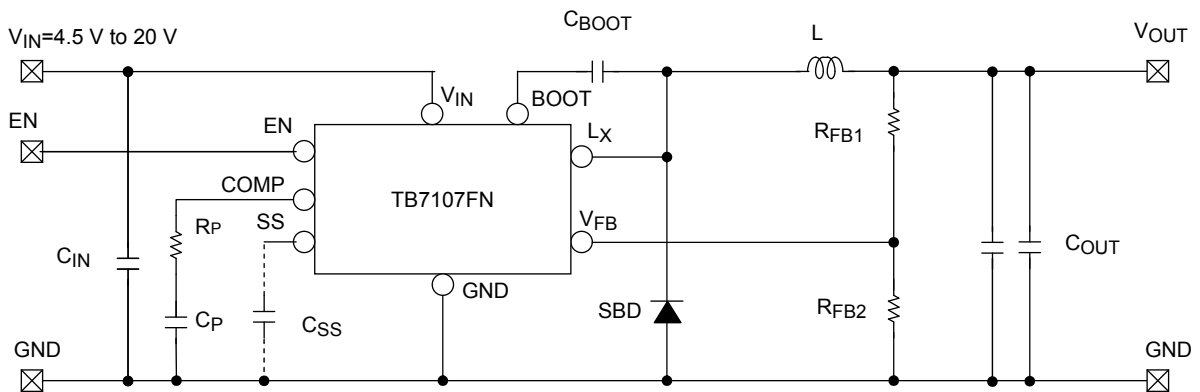 CBOOT
VIN=4.5 V to 20 V
L
VOUT
VIN
BOOT
EN
EN
LX
RFB1
COMP
TB7107FN
RP
SS
VFB
CIN
COUT
GND
SBD
RFB2
CP
CSS
GND
GND